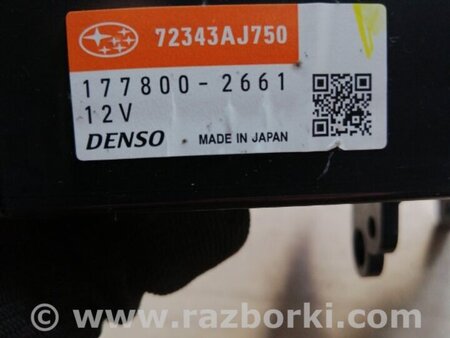 72343AJ750
177800-2661
12V
DENSO MADE IN JAPAN
© www.razborki.com